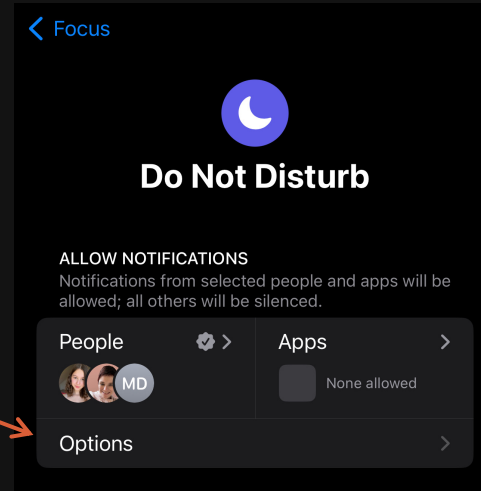 Focus
Do Not Disturb
ALLOW NOTIFICATIONS
Notifications from selected people and apps will be
allowed; all others will be silenced.
People
Apps
MD
None allowed
Options